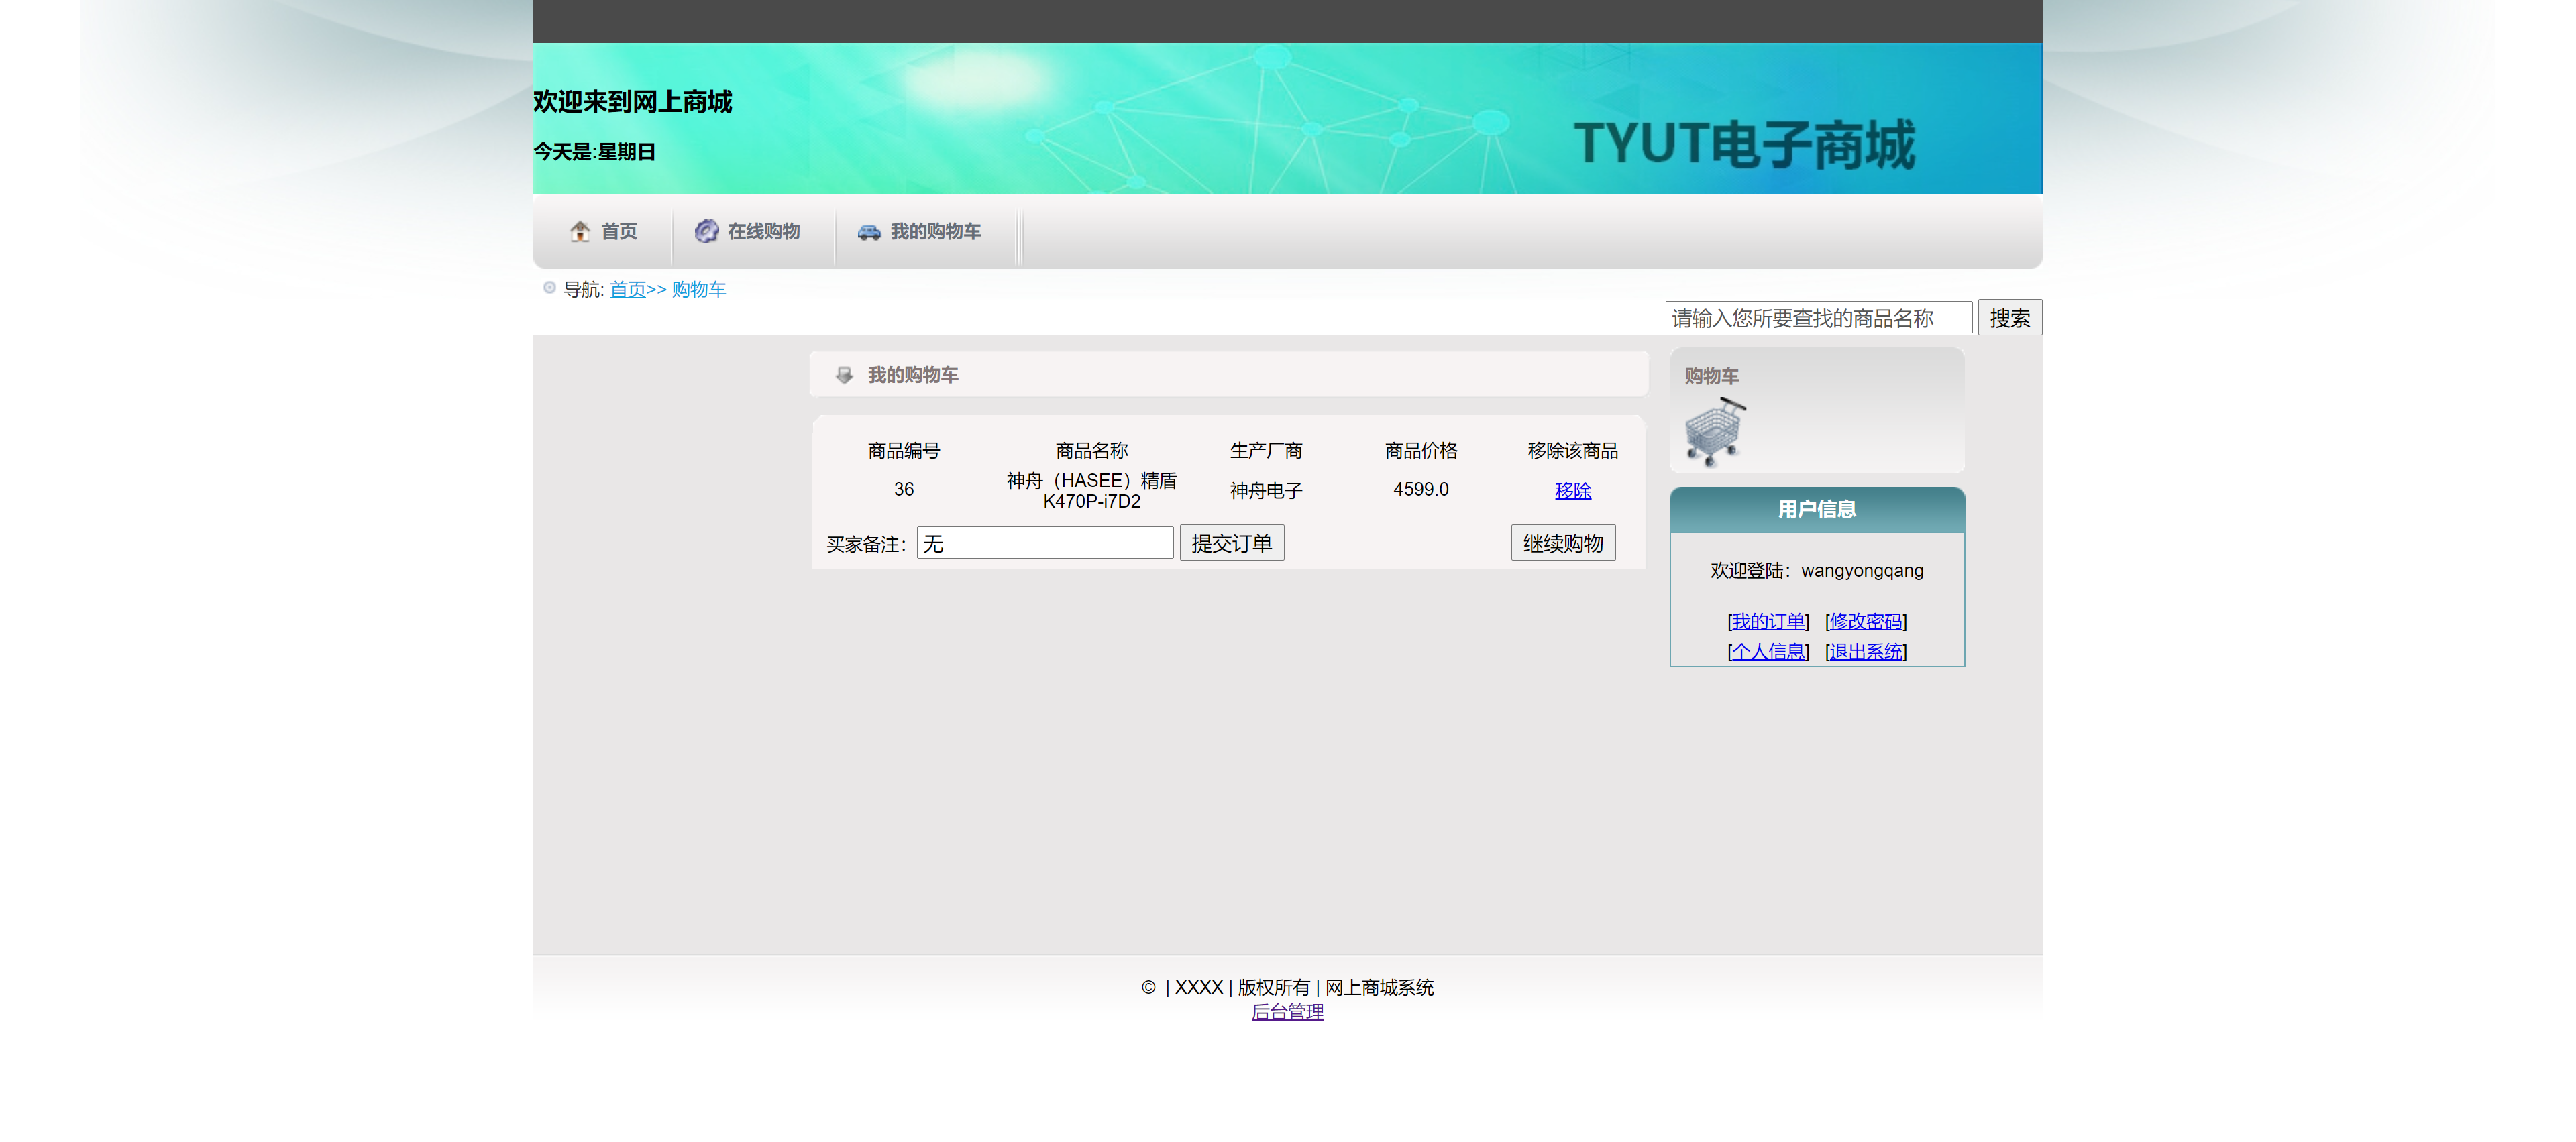 欢迎来到网上商城
今天是:星期日
TYUT电子商城
首页 在线购物 我的购物车
导航: 首页>> 购物车
请输入您所要查找的商品名称 搜索
我的购物车
商品编号 商品名称 生产厂商 商品价格 移除该商品
36 神舟（HASEE）精盾 K470P-i7D2 神舟电子 4599.0 移除
买家备注： 无 提交订单 继续购物
购物车
用户信息
欢迎登陆：wangyongqang
[我的订单] [修改密码]
[个人信息] [退出系统]
© | XXXX | 版权所有 | 网上商城系统
后台管理